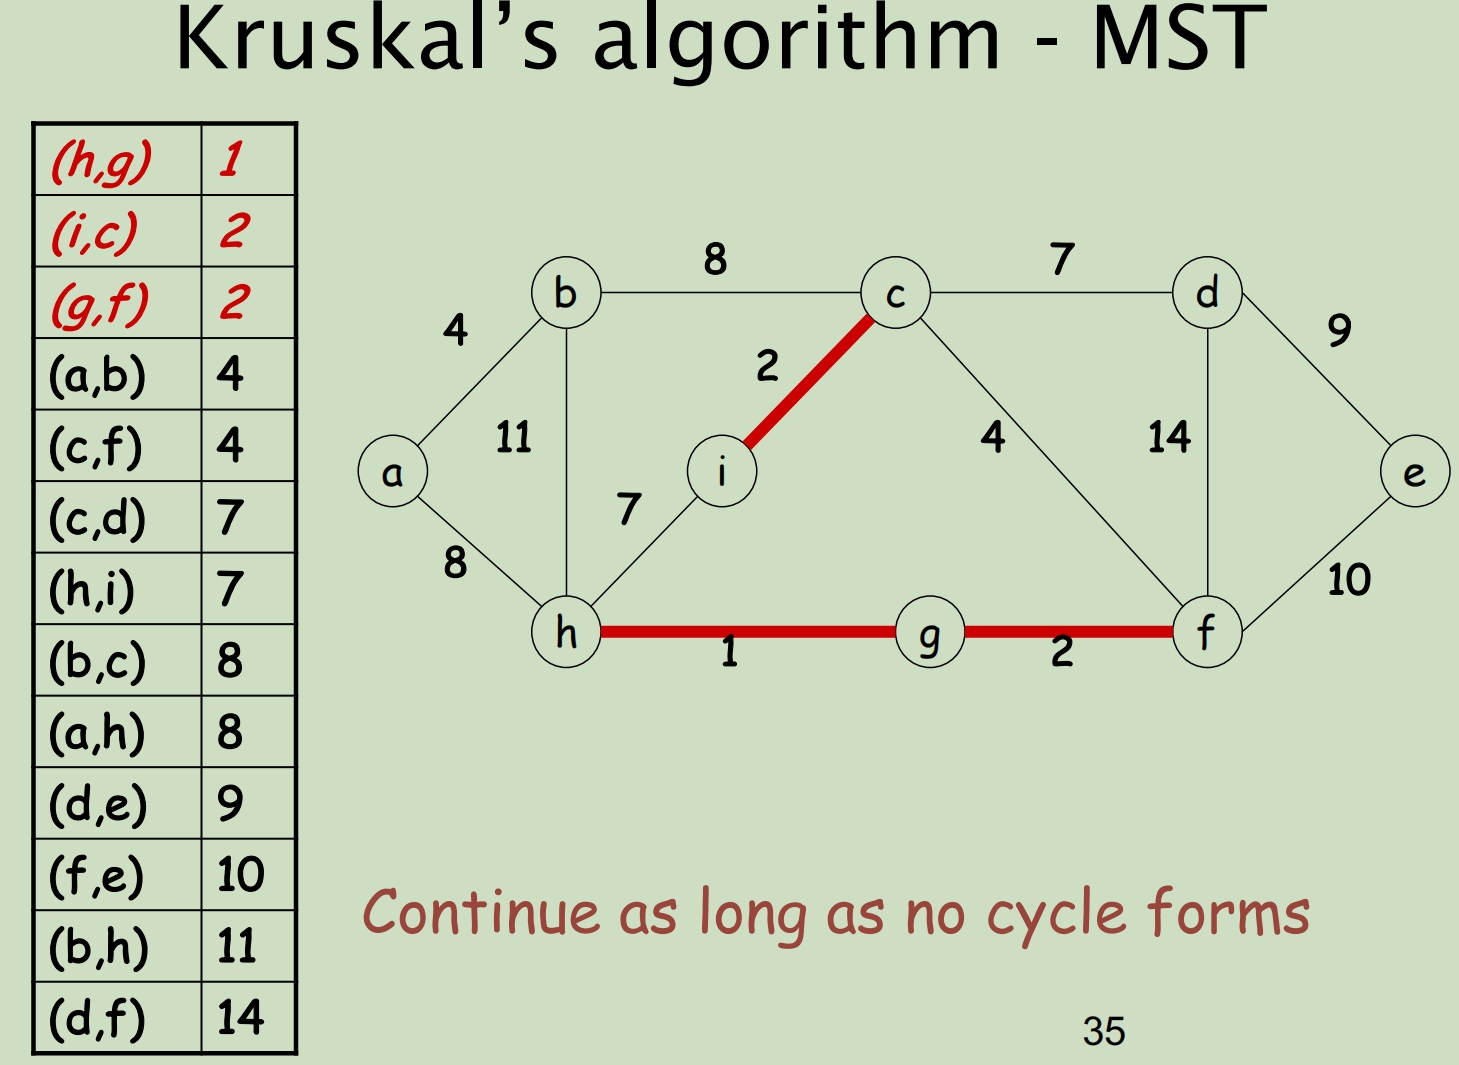 Kruskal's algorithm - MST
(h,g) 1
(i,c) 2
(g,f) 2
(a,b) 4
(c,f) 4
(c,d) 7
(h,i) 7
(b,c) 8
(a,h) 8
(d,e) 9
(f,e) 10
(b,h) 11
(d,f) 14
8 7
b c d
4 9
2
11 4 14
a i e
7
8 10
h g f
1 2
Continue as long as no cycle forms
35